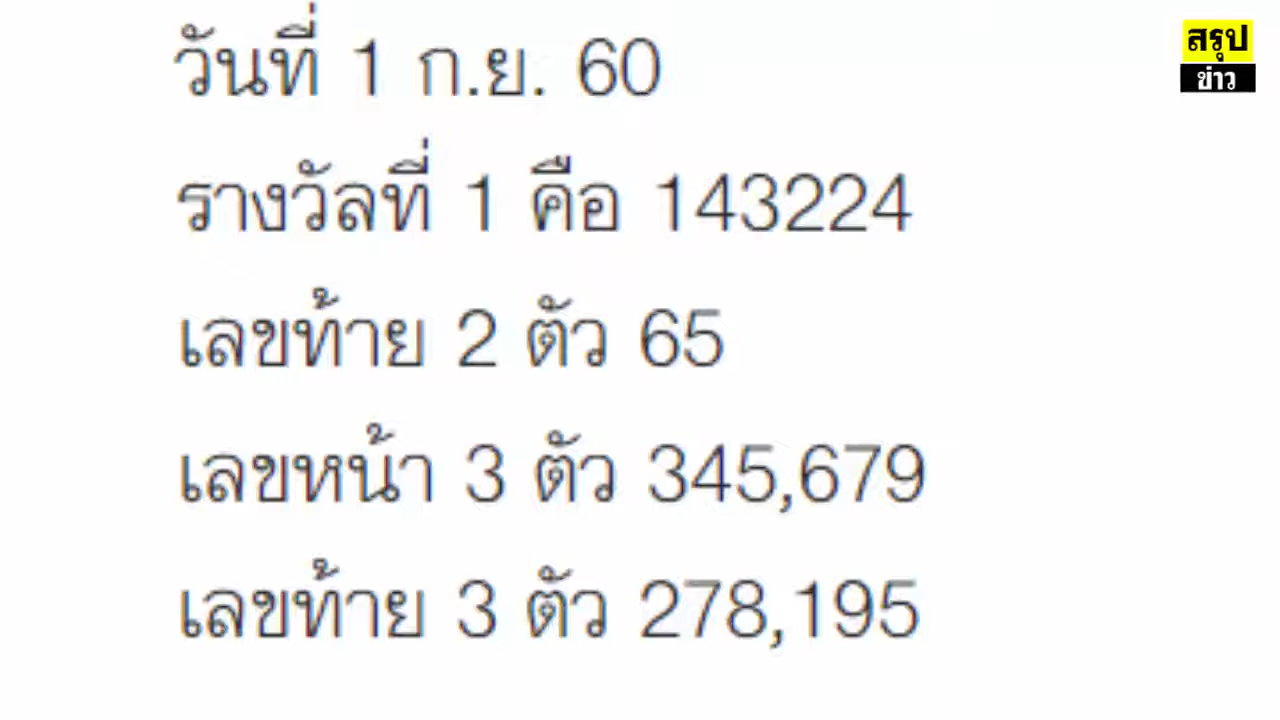 วันที่ 1 ก.ย. 60
รางวัลที่ 1 คือ 143224
เลขท้าย 2 ตัว 65
เลขหน้า 3 ตัว 345,679
เลขท้าย 3 ตัว 278,195
สรุป
ข่าว